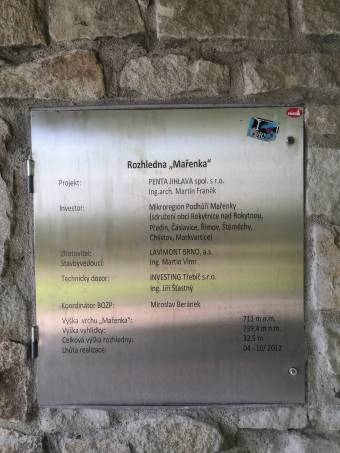 Rozhledna „Mařenka“
Projekt: PENTA JIHLAVA spol. s r.o.
Ing.arch. Martin Franěk
Investor: Mikroregion Podhůří Mařenky
(sdružení obcí Rokytnice nad Rokytnou,
Předín, Čáslavice, Římov, Štěměchy,
Chlístov, Markvartice)
Zhotovitel: LAVIMONT BRNO, a.s.
Stavbyvedoucí: Ing. Martin Vímr
Technický dozor: INVESTING Třebíč s.r.o.
Ing. Jiří Šťastný
Koordinátor BOZP: Miroslav Beránek
Výška vrchu „Mařenka“: 711 m n.m.
Výška vyhlídky: 739,4 m n.m.
Celková výška rozhledny: 32,5 m
Lhůta realizace: 04 - 10/ 2012